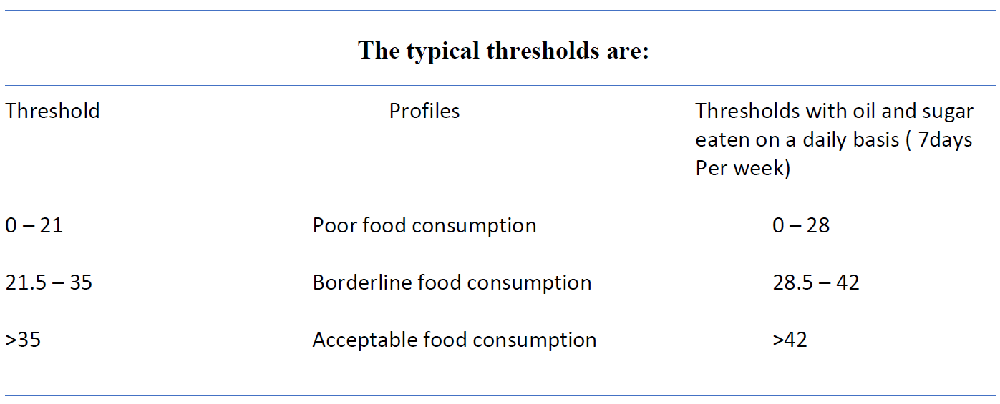 The typical thresholds are:
Threshold Profiles Thresholds with oil and sugar
eaten on a daily basis ( 7days
Per week)
0 – 21 Poor food consumption 0 – 28
21.5 – 35 Borderline food consumption 28.5 – 42
>35 Acceptable food consumption >42